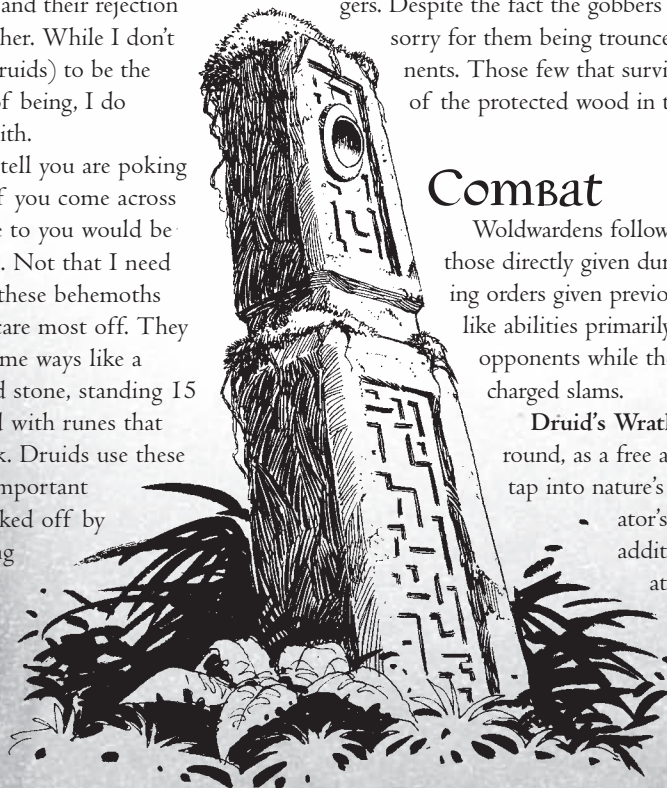 and their rejection
her. While I don't
ruids) to be the
of being, I do
ith.
tell you are poking
f you come across
e to you would be
. Not that I need
these behemoths
care most off. They
me ways like a
d stone, standing 15
l with runes that
k. Druids use these
mportant
ked off by
ng
gers. Despite the fact the gobbers
sorry for them being trounce
nents. Those few that survi
of the protected wood in t
Combat
Woldwardens follow
those directly given dur
ing orders given previo
like abilities primarily
opponents while th
charged slams.
Druid's Wrath
round, as a free a
tap into nature's
ator's
addit
at